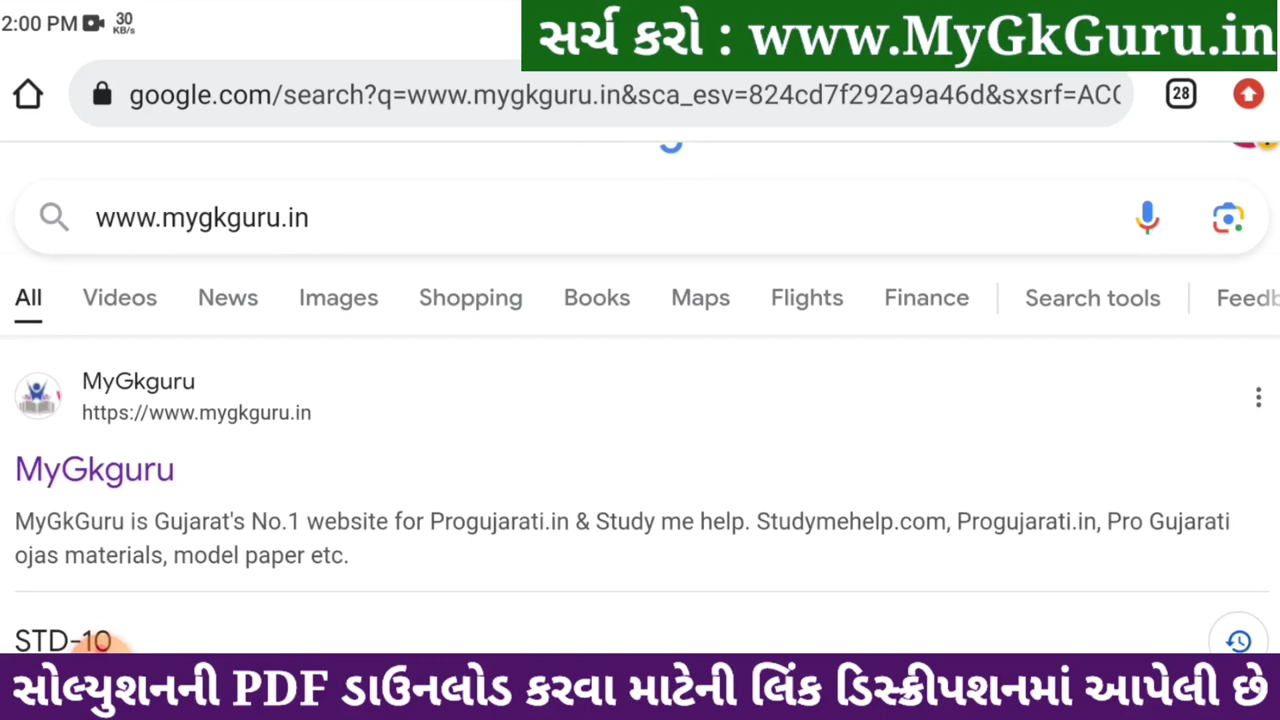 2:00 PM 30 KB/s
સર્ચ કરો : www.MyGkGuru.in
google.com/search?q=www.mygkguru.in&sca_esv=824cd7f292a9a46d&sxsrf=ACC
28
www.mygkguru.in
All Videos News Images Shopping Books Maps Flights Finance Search tools Feedb
MyGkguru
https://www.mygkguru.in
MyGkguru
MyGkGuru is Gujarat's No.1 website for Progujarati.in & Study me help. Studymehelp.com, Progujarati.in, Pro Gujarati
ojas materials, model paper etc.
STD-10
સોલ્યુશનની PDF ડાઉનલોડ કરવા માટેની લિંક ડિસ્ક્રીપશનમાં આપેલી છે